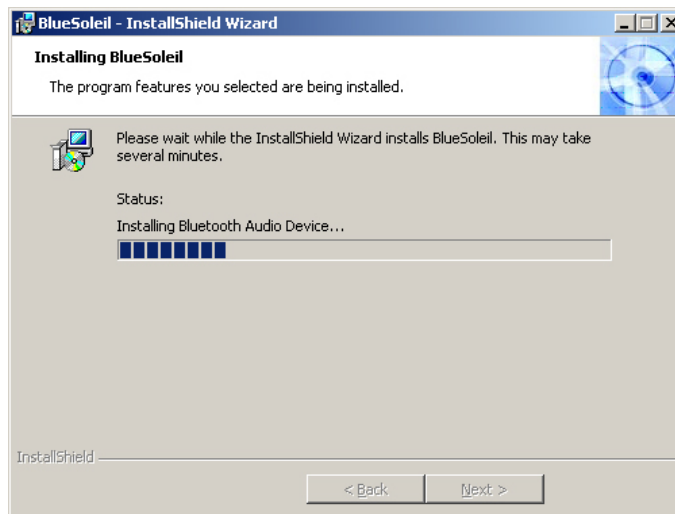 BlueSoleil - InstallShield Wizard
Installing BlueSoleil
The program features you selected are being installed.
Please wait while the InstallShield Wizard installs BlueSoleil. This may take
several minutes.
Status:
Installing Bluetooth Audio Device...
InstallShield
< Back Next >